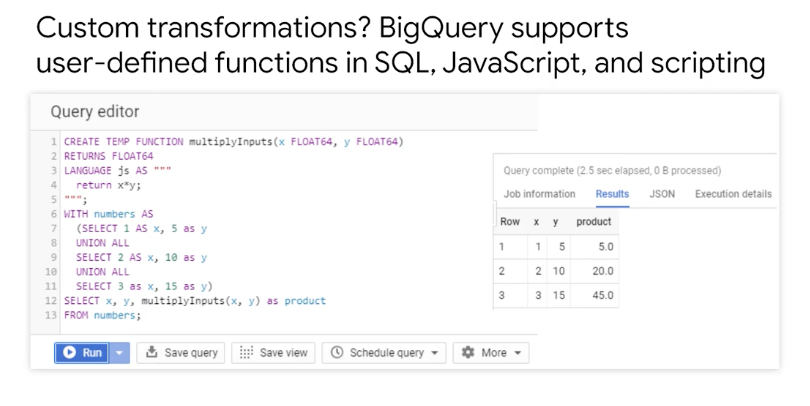 Custom transformations? BigQuery supports
user-defined functions in SQL, JavaScript, and scripting
Query editor
1 CREATE TEMP FUNCTION multiplyInputs(x FLOAT64, y FLOAT64)
2 RETURNS FLOAT64
3 LANGUAGE js AS """
4 return x*y;
5 """;
6 WITH numbers AS
7 (SELECT 1 AS x, 5 as y
8 UNION ALL
9 SELECT 2 AS x, 10 as y
10 UNION ALL
11 SELECT 3 as x, 15 as y)
12 SELECT x, y, multiplyInputs(x, y) as product
13 FROM numbers;
Query complete (2.5 sec elapsed, 0 B processed)
Job information Results JSON Execution details
Row x y product
1 1 5 5.0
2 2 10 20.0
3 3 15 45.0
Run Save query Save view Schedule query More